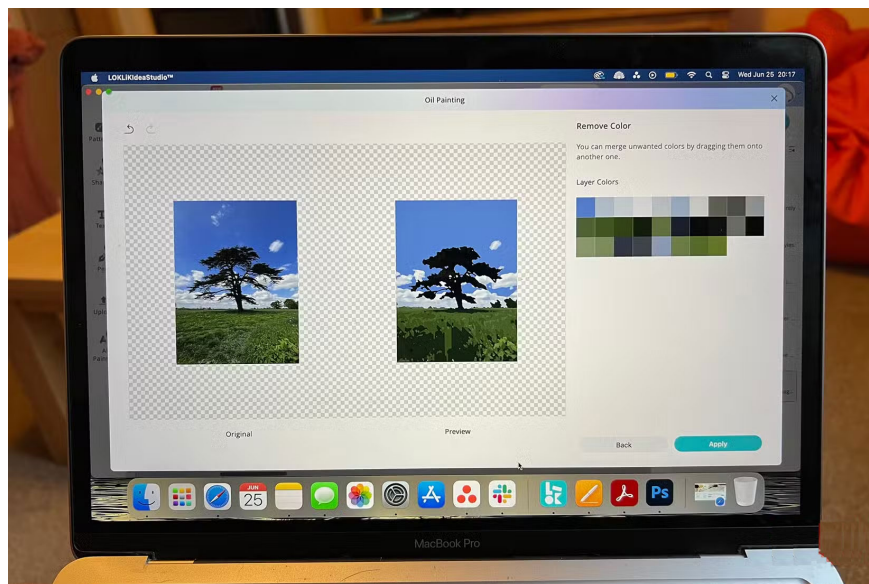 LOKLiKIdeaStudio™
Wed Jun 25 20:17
Oil Painting
Remove Color
You can merge unwanted colors by dragging them onto
another one.
Layer Colors
Original
Preview
Back
Apply
JUN
25
Ps
MacBook Pro